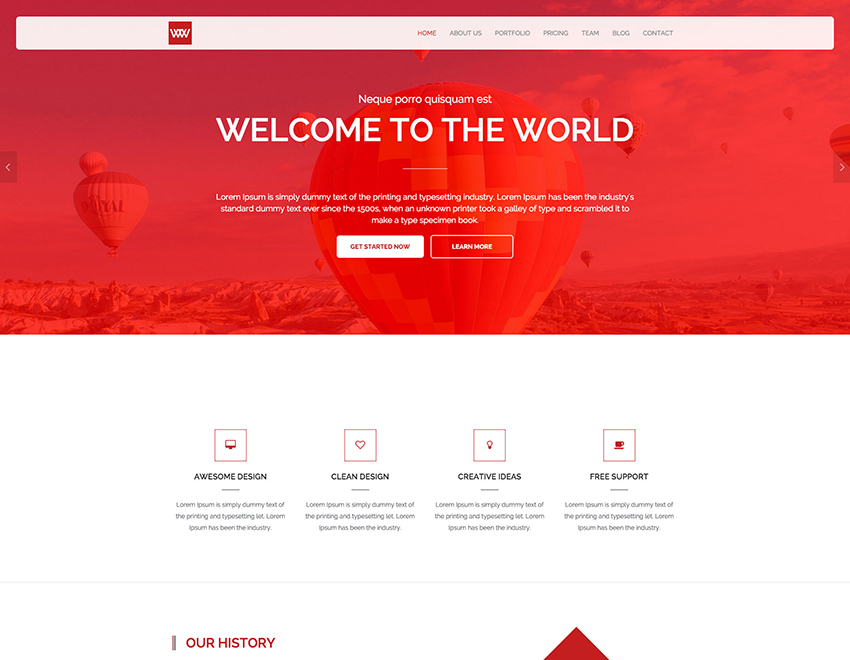 W
HOME ABOUT US PORTFOLIO PRICING TEAM BLOG CONTACT
Neque porro quisquam est
WELCOME TO THE WORLD
Lorem Ipsum is simply dummy text of the printing and typesetting industry. Lorem Ipsum has been the industry's
standard dummy text ever since the 1500s, when an unknown printer took a galley of type and scrambled it to
make a type specimen book.
GET STARTED NOW LEARN MORE
AWESOME DESIGN
Lorem Ipsum is simply dummy text of
the printing and typesetting let. Lorem
Ipsum has been the industry.
CLEAN DESIGN
Lorem Ipsum is simply dummy text of
the printing and typesetting let. Lorem
Ipsum has been the industry.
CREATIVE IDEAS
Lorem Ipsum is simply dummy text of
the printing and typesetting let. Lorem
Ipsum has been the industry.
FREE SUPPORT
Lorem Ipsum is simply dummy text of
the printing and typesetting let. Lorem
Ipsum has been the industry.
OUR HISTORY